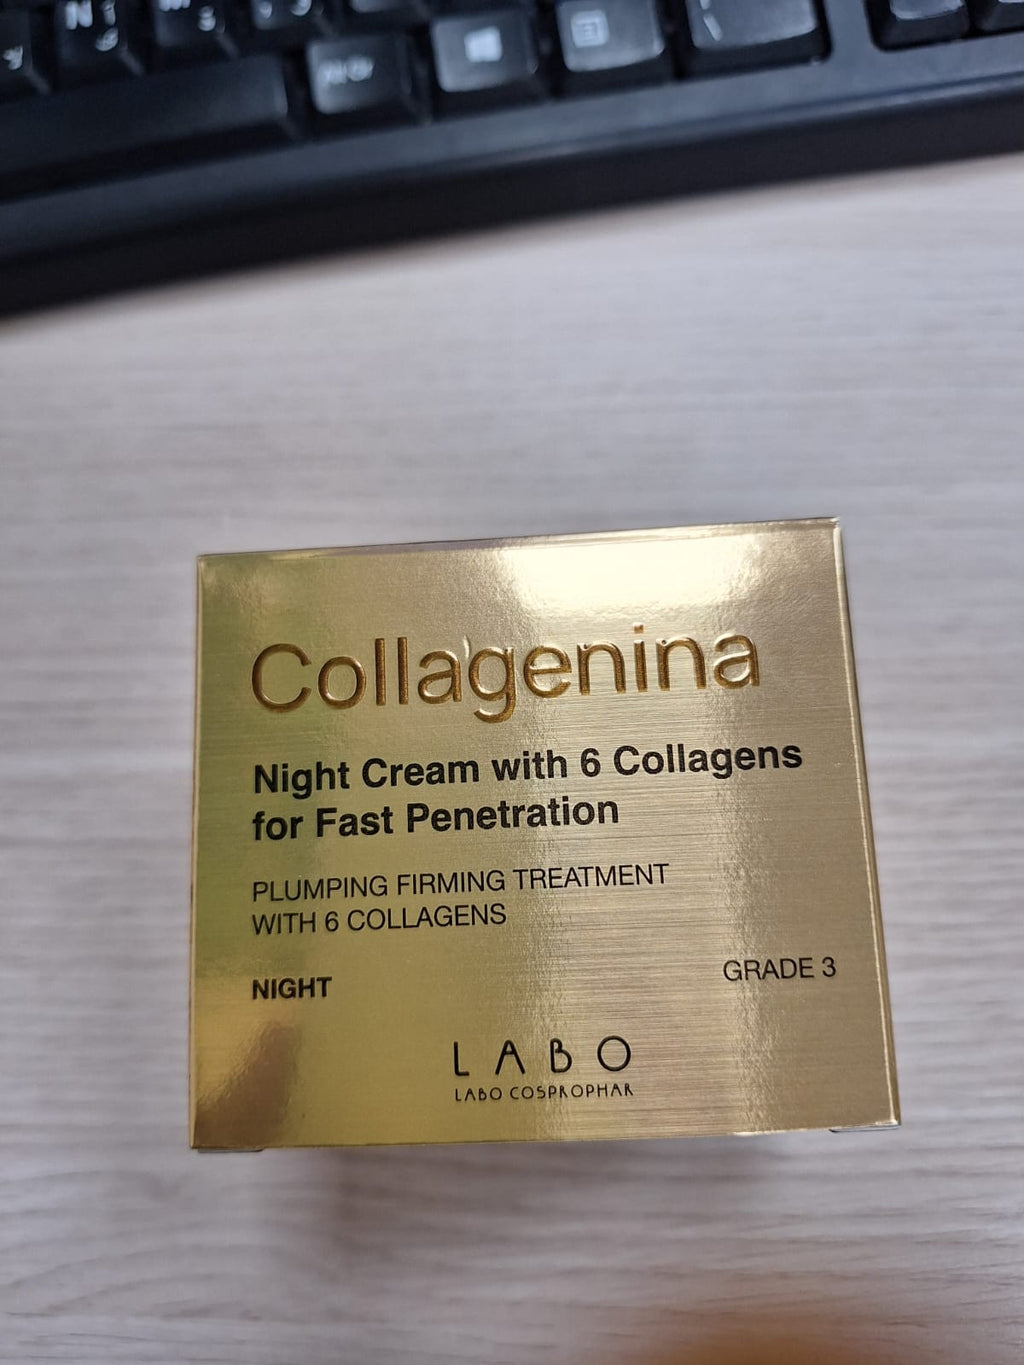 Collagenina
Night Cream with 6 Collagens
for Fast Penetration
PLUMPING FIRMING TREATMENT
WITH 6 COLLAGENS
NIGHT
GRADE 3
LABO
LABO COSPROPHAR